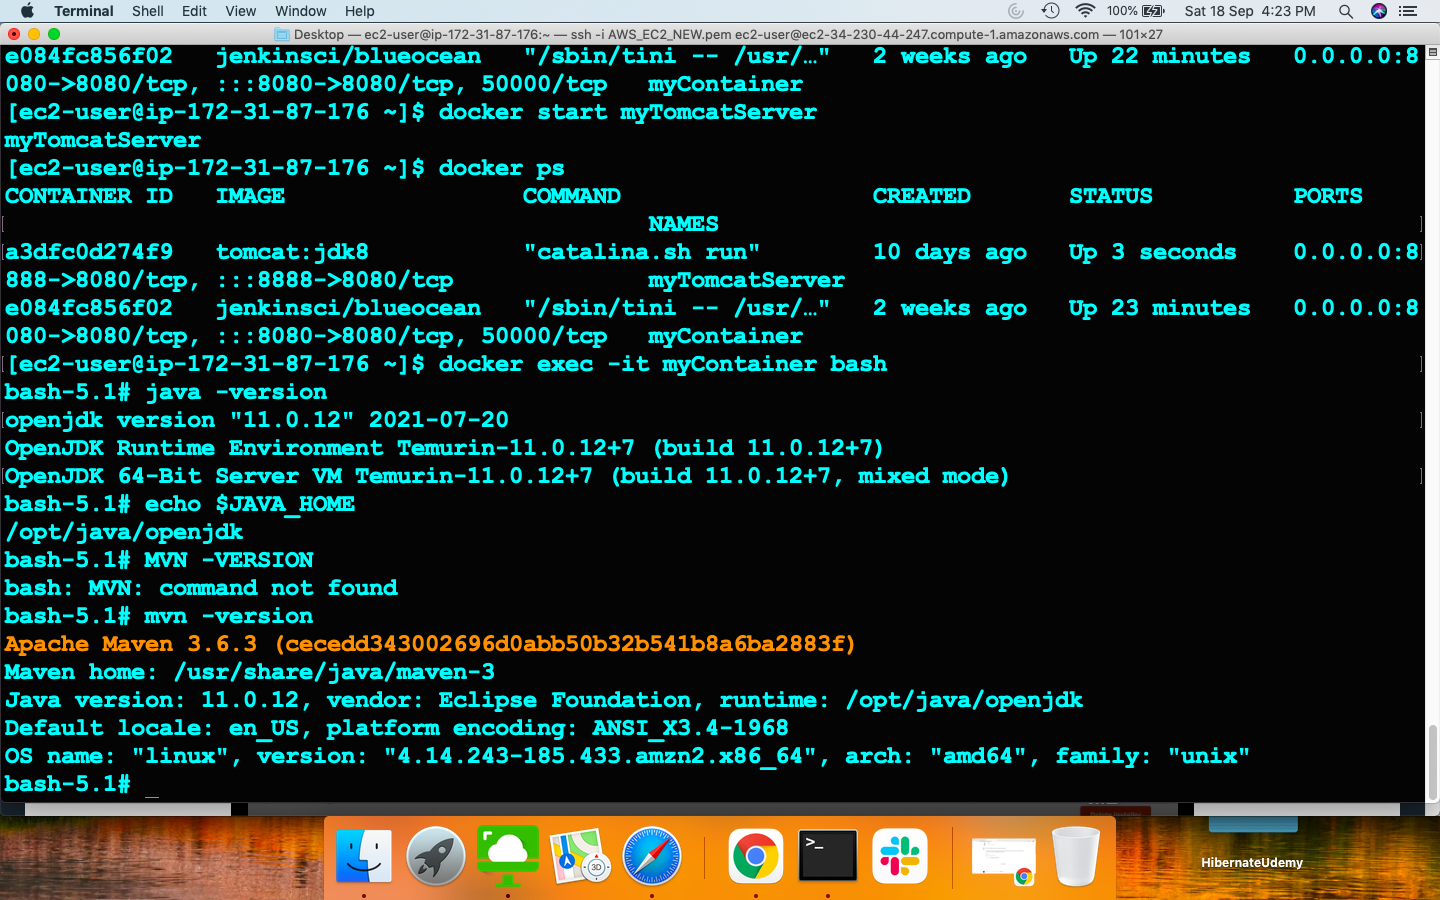 Terminal Shell Edit View Window Help 100% Sat 18 Sep 4:23 PM
Desktop — ec2-user@ip-172-31-87-176:~ — ssh -i AWS_EC2_NEW.pem ec2-user@ec2-34-230-44-247.compute-1.amazonaws.com — 101×27
e084fc856f02 jenkinsci/blueocean "/sbin/tini -- /usr/…" 2 weeks ago Up 22 minutes 0.0.0.0:8
080->8080/tcp, :::8080->8080/tcp, 50000/tcp myContainer
[ec2-user@ip-172-31-87-176 ~]$ docker start myTomcatServer
myTomcatServer
[ec2-user@ip-172-31-87-176 ~]$ docker ps
CONTAINER ID IMAGE COMMAND CREATED STATUS PORTS
NAMES
a3dfc0d274f9 tomcat:jdk8 "catalina.sh run" 10 days ago Up 3 seconds 0.0.0.0:8
888->8080/tcp, :::8888->8080/tcp myTomcatServer
e084fc856f02 jenkinsci/blueocean "/sbin/tini -- /usr/…" 2 weeks ago Up 23 minutes 0.0.0.0:8
080->8080/tcp, :::8080->8080/tcp, 50000/tcp myContainer
[ec2-user@ip-172-31-87-176 ~]$ docker exec -it myContainer bash
bash-5.1# java -version
openjdk version "11.0.12" 2021-07-20
OpenJDK Runtime Environment Temurin-11.0.12+7 (build 11.0.12+7)
OpenJDK 64-Bit Server VM Temurin-11.0.12+7 (build 11.0.12+7, mixed mode)
bash-5.1# echo $JAVA_HOME
/opt/java/openjdk
bash-5.1# MVN -VERSION
bash: MVN: command not found
bash-5.1# mvn -version
Apache Maven 3.6.3 (cecedd343002696d0abb50b32b541b8a6ba2883f)
Maven home: /usr/share/java/maven-3
Java version: 11.0.12, vendor: Eclipse Foundation, runtime: /opt/java/openjdk
Default locale: en_US, platform encoding: ANSI_X3.4-1968
OS name: "linux", version: "4.14.243-185.433.amzn2.x86_64", arch: "amd64", family: "unix"
bash-5.1#
>_
3D
HibernateUdemy